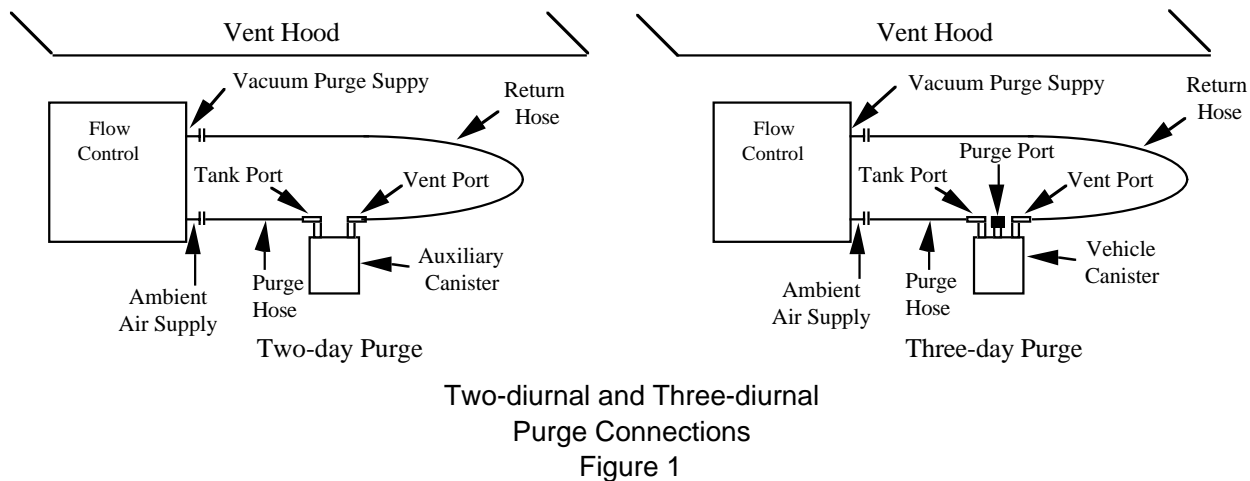 Vent Hood
Vacuum Purge Suppy
Return
Hose
Flow
Control
Tank Port
Vent Port
Auxiliary
Canister
Purge
Hose
Ambient
Air Supply
Two-day Purge
Vent Hood
Vacuum Purge Suppy
Return
Hose
Flow
Control
Purge Port
Tank Port
Vent Port
Vehicle
Canister
Purge
Hose
Ambient
Air Supply
Three-day Purge
Two-diurnal and Three-diurnal
Purge Connections
Figure 1